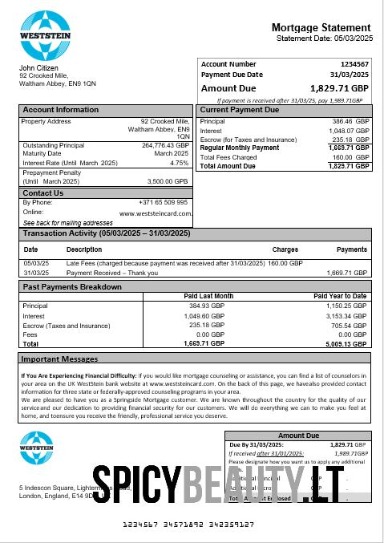 WESTSTEIN
Mortgage Statement
Statement Date: 05/03/2025
John Citizen
92 Crooked Mile,
Waltham Abbey, EN9
1QN
Account Number 1234567
Payment Due Date 31/03/2025
Amount Due 1,829.71 GBP
If payment is received after 31/03/25, pay 1,989.71GBP
Account Information
Property Address 92 Crooked Mile,
Waltham Abbey, EN9
1QN
Outstanding Principal 264,776.43 GBP
Maturity Date March 2025
Interest Rate (Until March 2025) 4.75%
Prepayment Penalty
(Until March 2025) 3,500.00 GPB
Contact Us
By Phone: +371 65 509 995
Online: www.weststeincard.com.
See back for mailing addresses
Current Payment Due
Principal 386.46 GBP
Interest 1,048.07 GBP
Escrow (for Taxes and Insurance) 235.18 GBP
Regular Monthly Payment 1,669.71 GBP
Total Fees Charged 160.00 GBP
Total Amount Due 1,829.71 GBP
Transaction Activity (05/03/2025 – 31/03/2025)
Date Description Charges Payments
05/03/25 Late Fees (charged because payment was received after 31/03/2025) 160.00 GBP
31/03/25 Payment Received – Thank you 1,669.71 GBP
Past Payments Breakdown
Paid Last Month Paid Year to Date
Principal 384.93 GBP 1,150.25 GBP
Interest 1,049.60 GBP 3,153.34 GBP
Escrow (Taxes and Insurance) 235.18 GBP 705.54 GBP
Fees 0.00 GBP 0.00 GBP
Total 1,669.71 GBP 5,009.13 GBP
Important Messages
If You Are Experiencing Financial Difficulty: If you would like mortgage counseling or assistance, you can find a list of counselors in
your area on the UK WestStein bank website at www.weststeincard.com. On the back of this page, we have also provided contact
information for three state or federally-approved counseling programs in your area.
We are pleased to have you as a Springside Mortgage customer. We are known throughout the country for the quality of our
service and our dedication to providing financial security for our customers. We will do everything we can to make you feel at
home, and to ensure you receive the friendly, professional service you deserve.
WESTSTEIN
5 Indescon Square,
London, England, E14 9D
Amount Due
Due By 31/03/2025: 1,829.71 GBP
If received after 31/01/2025: 1,989.71GBP
Please designate how you want us to apply any additional
SPICYBEAUTY.LT
1234567 34571892 342359127